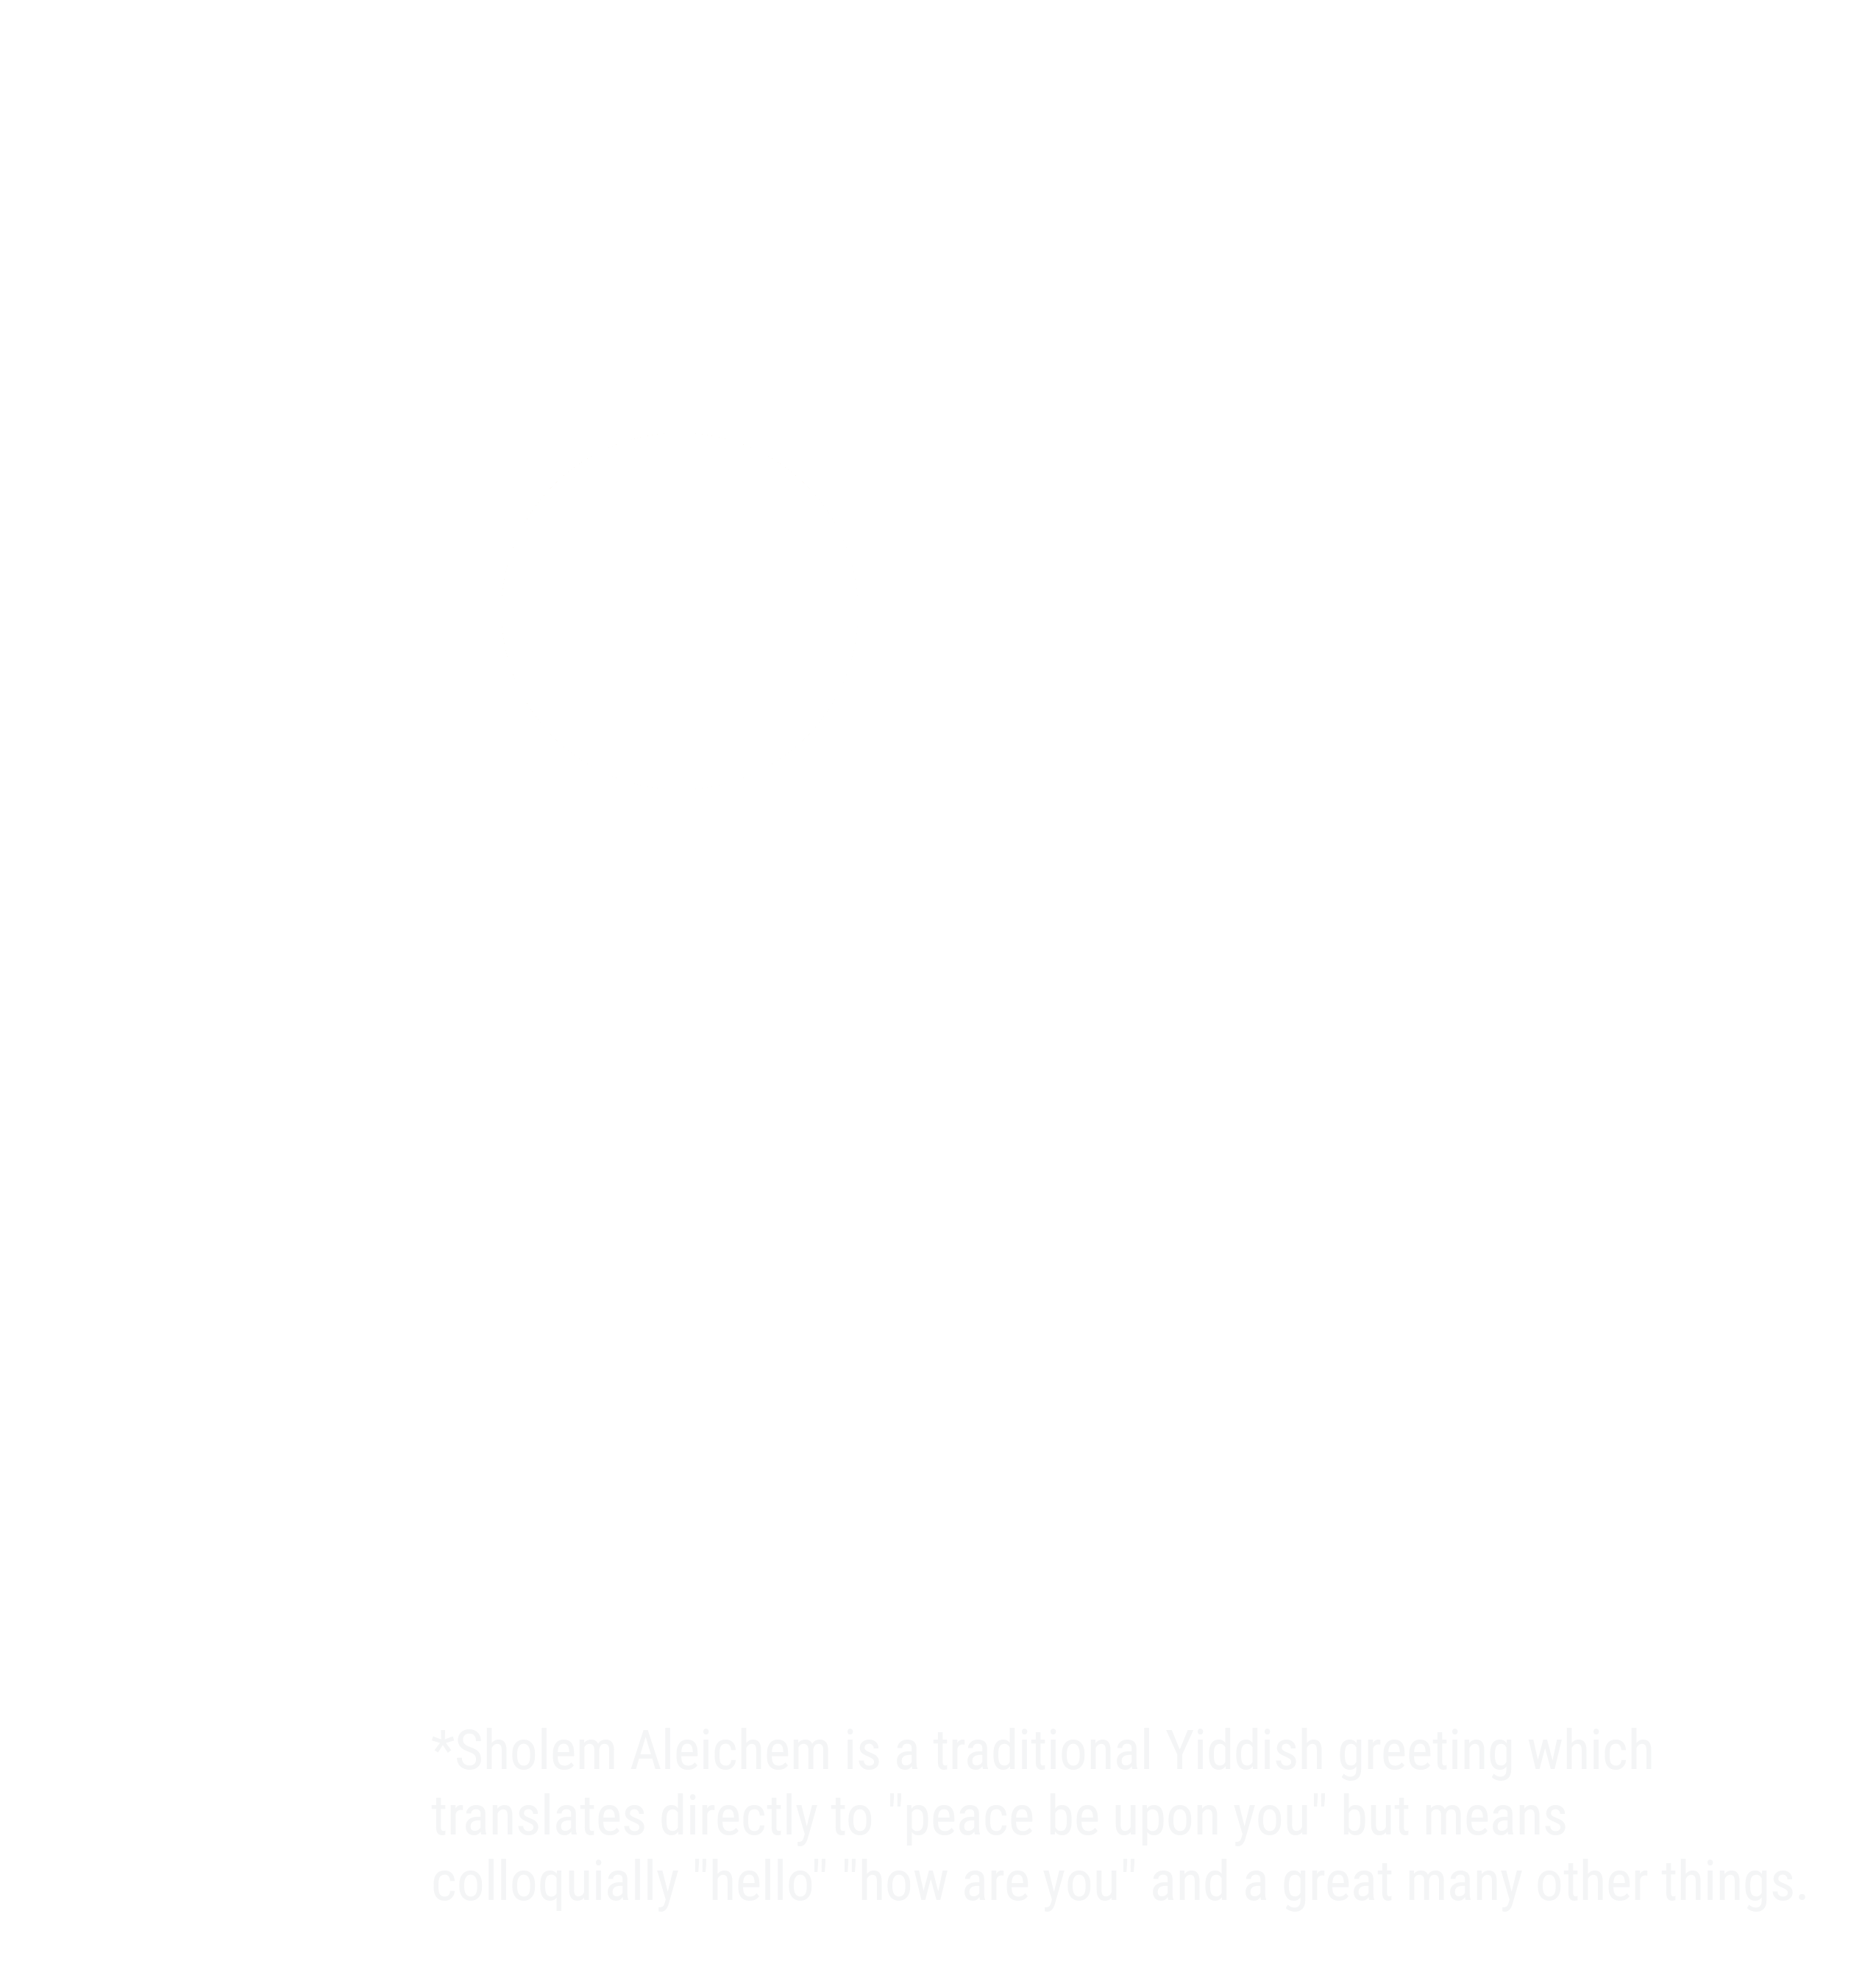 *Sholem Aleichem is a traditional Yiddish greeting which
translates directly to "peace be upon you" but means
colloquially "hello" "how are you" and a great many other things.